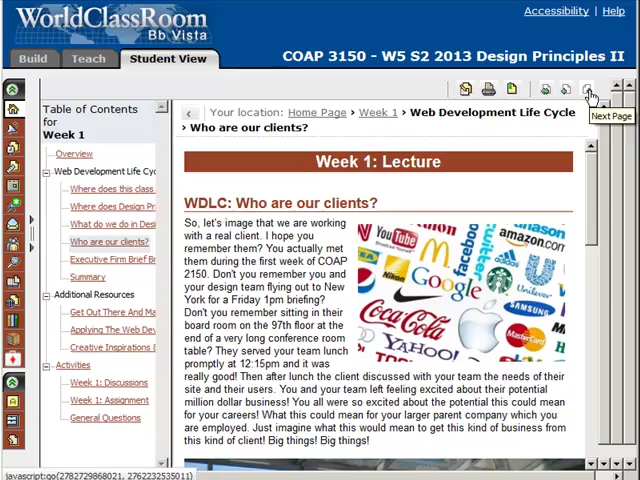 WorldClassRoom
Bb Vista
Accessibility | Help
Build
Teach
Student View
COAP 3150 - W5 S2 2013 Design Principles II
Next Page
Table of Contents
for
Week 1
Overview
Web Development Life Cyc
Where does this class
Where does Design Pr
What do we do in Desi
Who are our clients?
Executive Firm Brief Br
Summary
Additional Resources
Get Out There And Ma
Applying The Web Dev
Creative Inspirations &
Activities
Week 1: Discussions
Week 1: Assignment
General Questions
Your location: Home Page › Week 1 › Web Development Life Cycle
› Who are our clients?
Week 1: Lecture
WDLC: Who are our clients?
So, let's image that we are working
with a real client. I hope you
remember them? You actually met
them during the first week of COAP
2150. Don't you remember you and
your design team flying out to New
York for a Friday 1pm briefing?
Don't you remember sitting in their
board room on the 97th floor at the
end of a very long conference room
table? They served your team lunch
promptly at 12:15pm and it was
really good! Then after lunch the client discussed with your team the needs of their
site and their users. You and your team left feeling excited about their potential
million dollar business! You all were so excited about the potential this could mean
for your careers! What this could mean for your larger parent company which you
are employed. Just imagine what this would mean to get this kind of business from
this kind of client! Big things! Big things!
YouTube
Broadcast Yourself
amazon.com
facebook
adidas
Nikon
Google
Unilever
Coca-Cola
MasterCard
YAHOO!
javascript:go(2782729868021, 2762232535011)